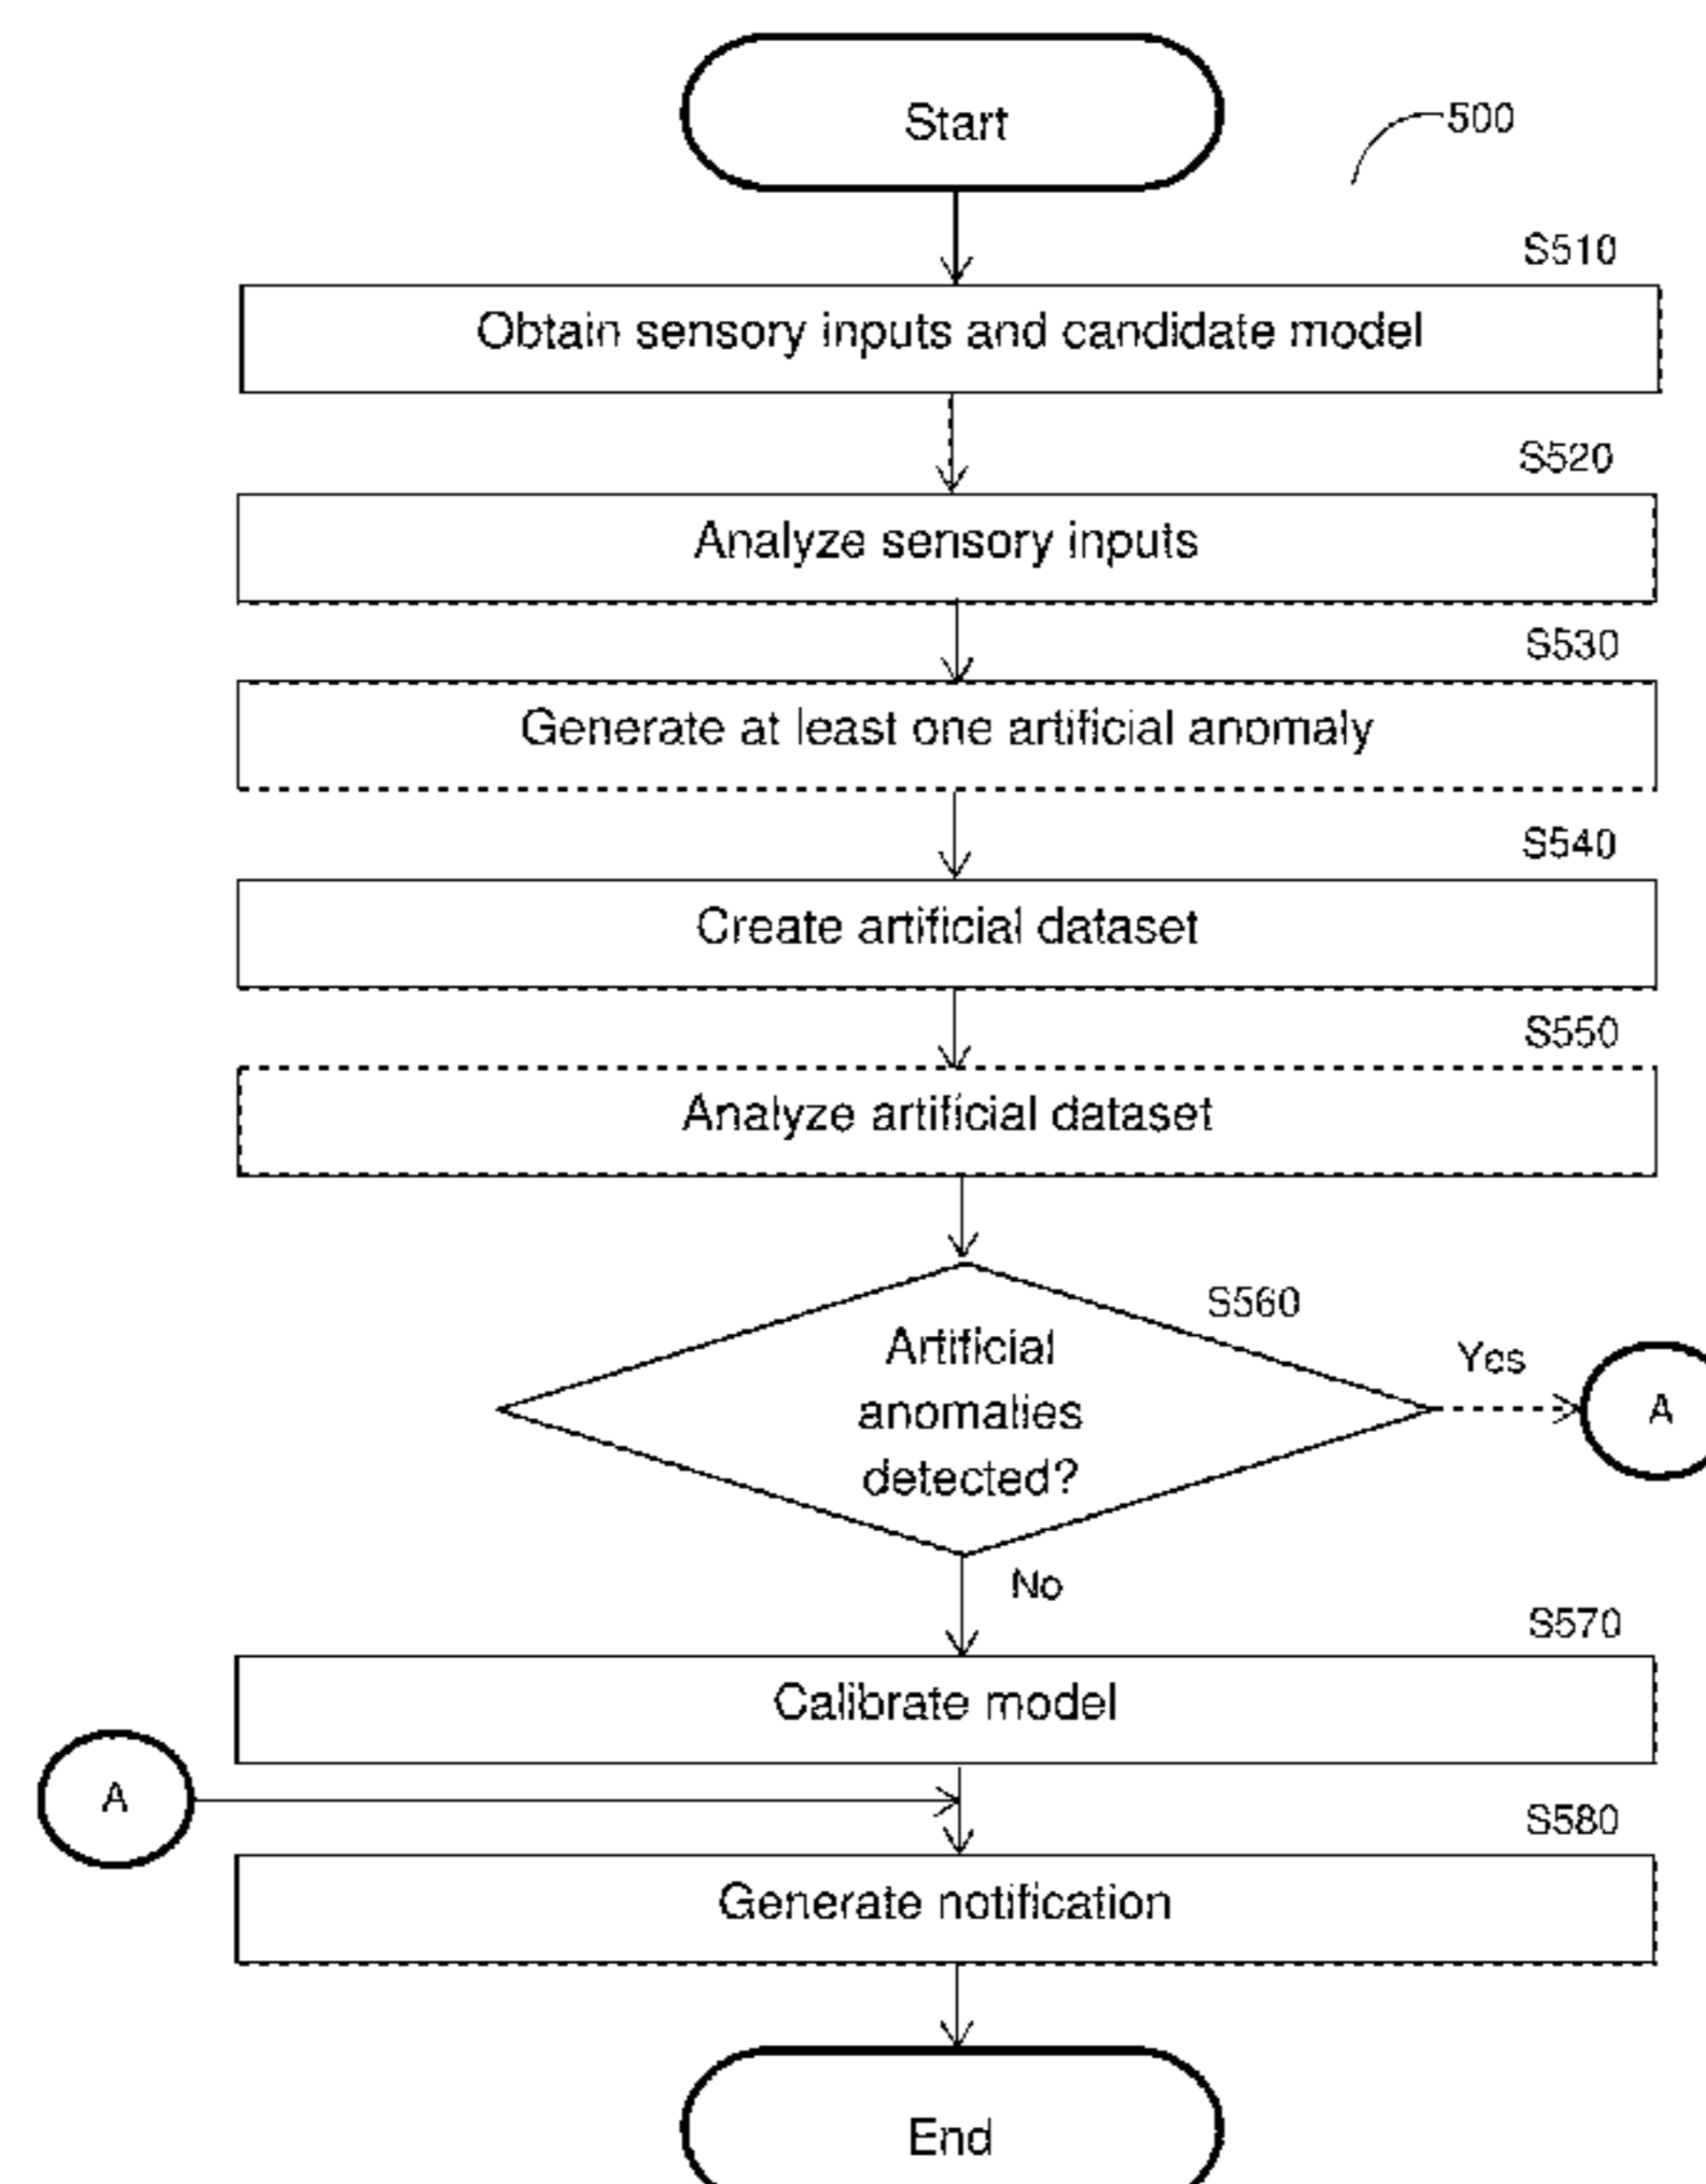 Start
500
S510
Obtain sensory inputs and candidate model
S520
Analyze sensory inputs
S530
Generate at least one artificial anomaly
S540
Create artificial dataset
S550
Analyze artificial dataset
S560
Artificial
anomalies
detected?
Yes
A
No
S570
Calibrate model
A
S580
Generate notification
End